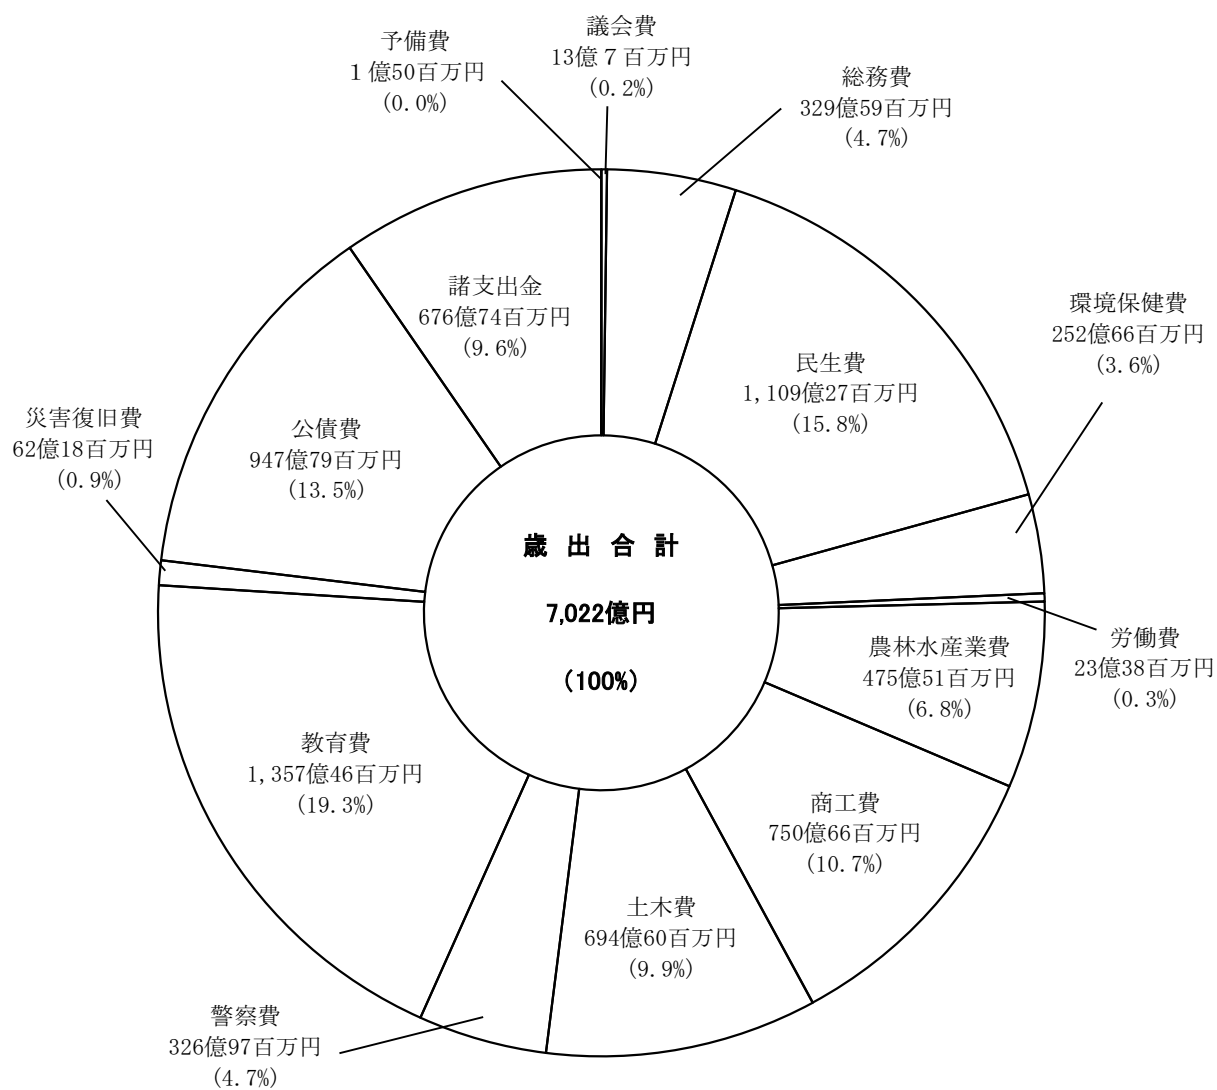 予備費
１億50百万円
(0.0%)
議会費
13億７百万円
(0.2%)
総務費
329億59百万円
(4.7%)
民生費
1,109億27百万円
(15.8%)
環境保健費
252億66百万円
(3.6%)
労働費
23億38百万円
(0.3%)
農林水産業費
475億51百万円
(6.8%)
商工費
750億66百万円
(10.7%)
土木費
694億60百万円
(9.9%)
警察費
326億97百万円
(4.7%)
教育費
1,357億46百万円
(19.3%)
災害復旧費
62億18百万円
(0.9%)
公債費
947億79百万円
(13.5%)
諸支出金
676億74百万円
(9.6%)
歳 出 合 計
7,022億円
(100%)